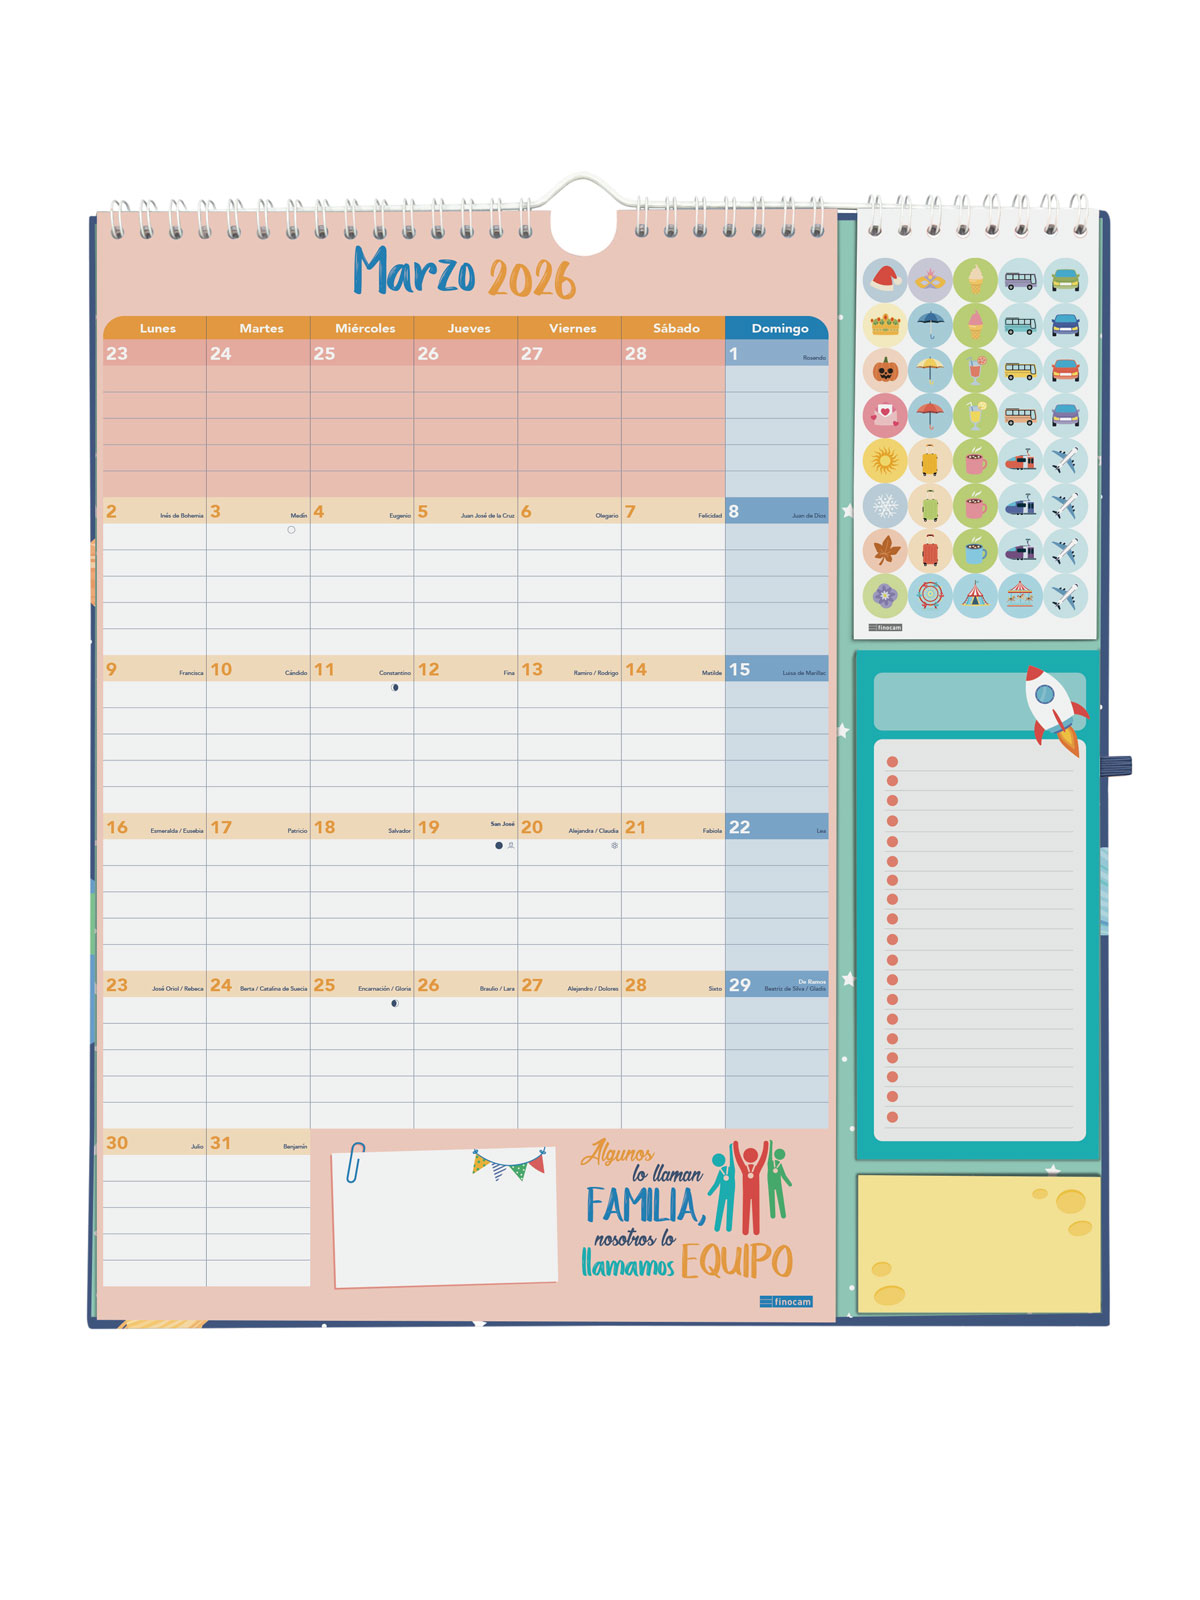 Marzo 2026
Lunes Martes Miércoles Jueves Viernes Sábado Domingo
23 24 25 26 27 28 1 Rosendo
2 Inés de Bohemia 3 Medín 4 Eugenio 5 Juan José de la Cruz 6 Olegario 7 Felicidad 8 Juan de Dios
9 Francisca 10 Cándido 11 Constantino 12 Fina 13 Ramiro / Rodrigo 14 Matilde 15 Luisa de Marillac
16 Esmeralda / Eusebia 17 Patricio 18 Salvador 19 San José 20 Alejandra / Claudia 21 Fabiola 22 Lea
23 José Oriol / Rebeca 24 Berta / Catalina de Suecia 25 Encarnación / Gloria 26 Braulio / Lara 27 Alejandro / Dolores 28 Sixto 29 De Ramos
Beatriz de Silva / Gladis
30 Julio 31 Benjamín
Algunos
lo llaman
FAMILIA,
nosotros lo
llamamos EQUIPO
finocam
finocam